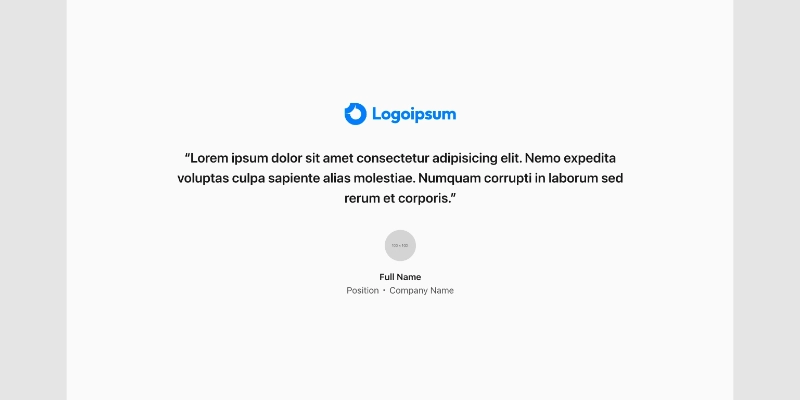 Logoipsum
“Lorem ipsum dolor sit amet consectetur adipisicing elit. Nemo expedita
voluptas culpa sapiente alias molestiae. Numquam corrupti in laborum sed
rerum et corporis.”
Full Name
Position • Company Name